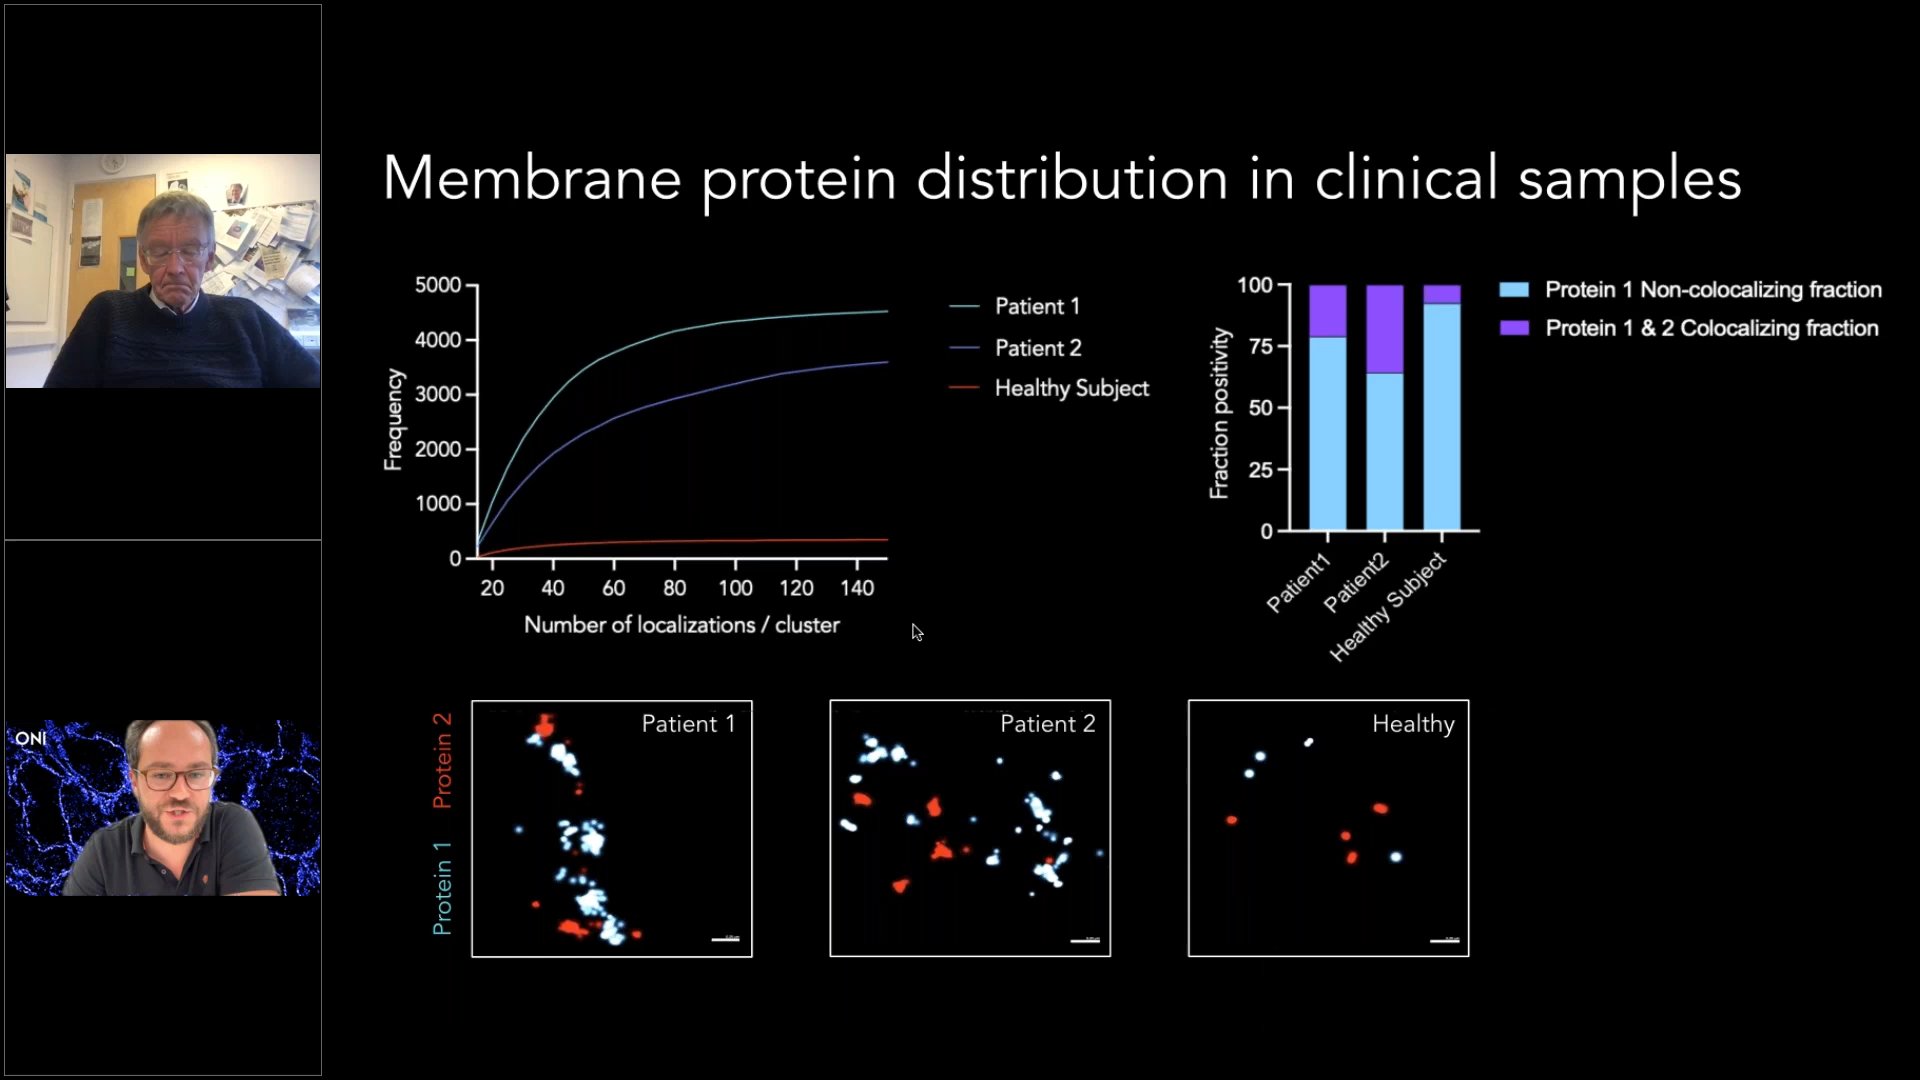 Membrane protein distribution in clinical samples
5000
4000
3000
2000
1000
0
Frequency
20 40 60 80 100 120 140
Number of localizations / cluster
Patient 1
Patient 2
Healthy Subject
100
75
50
25
0
Fraction positivity
Patient1
Patient2
Healthy Subject
Protein 1 Non-colocalizing fraction
Protein 1 & 2 Colocalizing fraction
Protein 1
Protein 2
Patient 1
Patient 2
Healthy
ONI